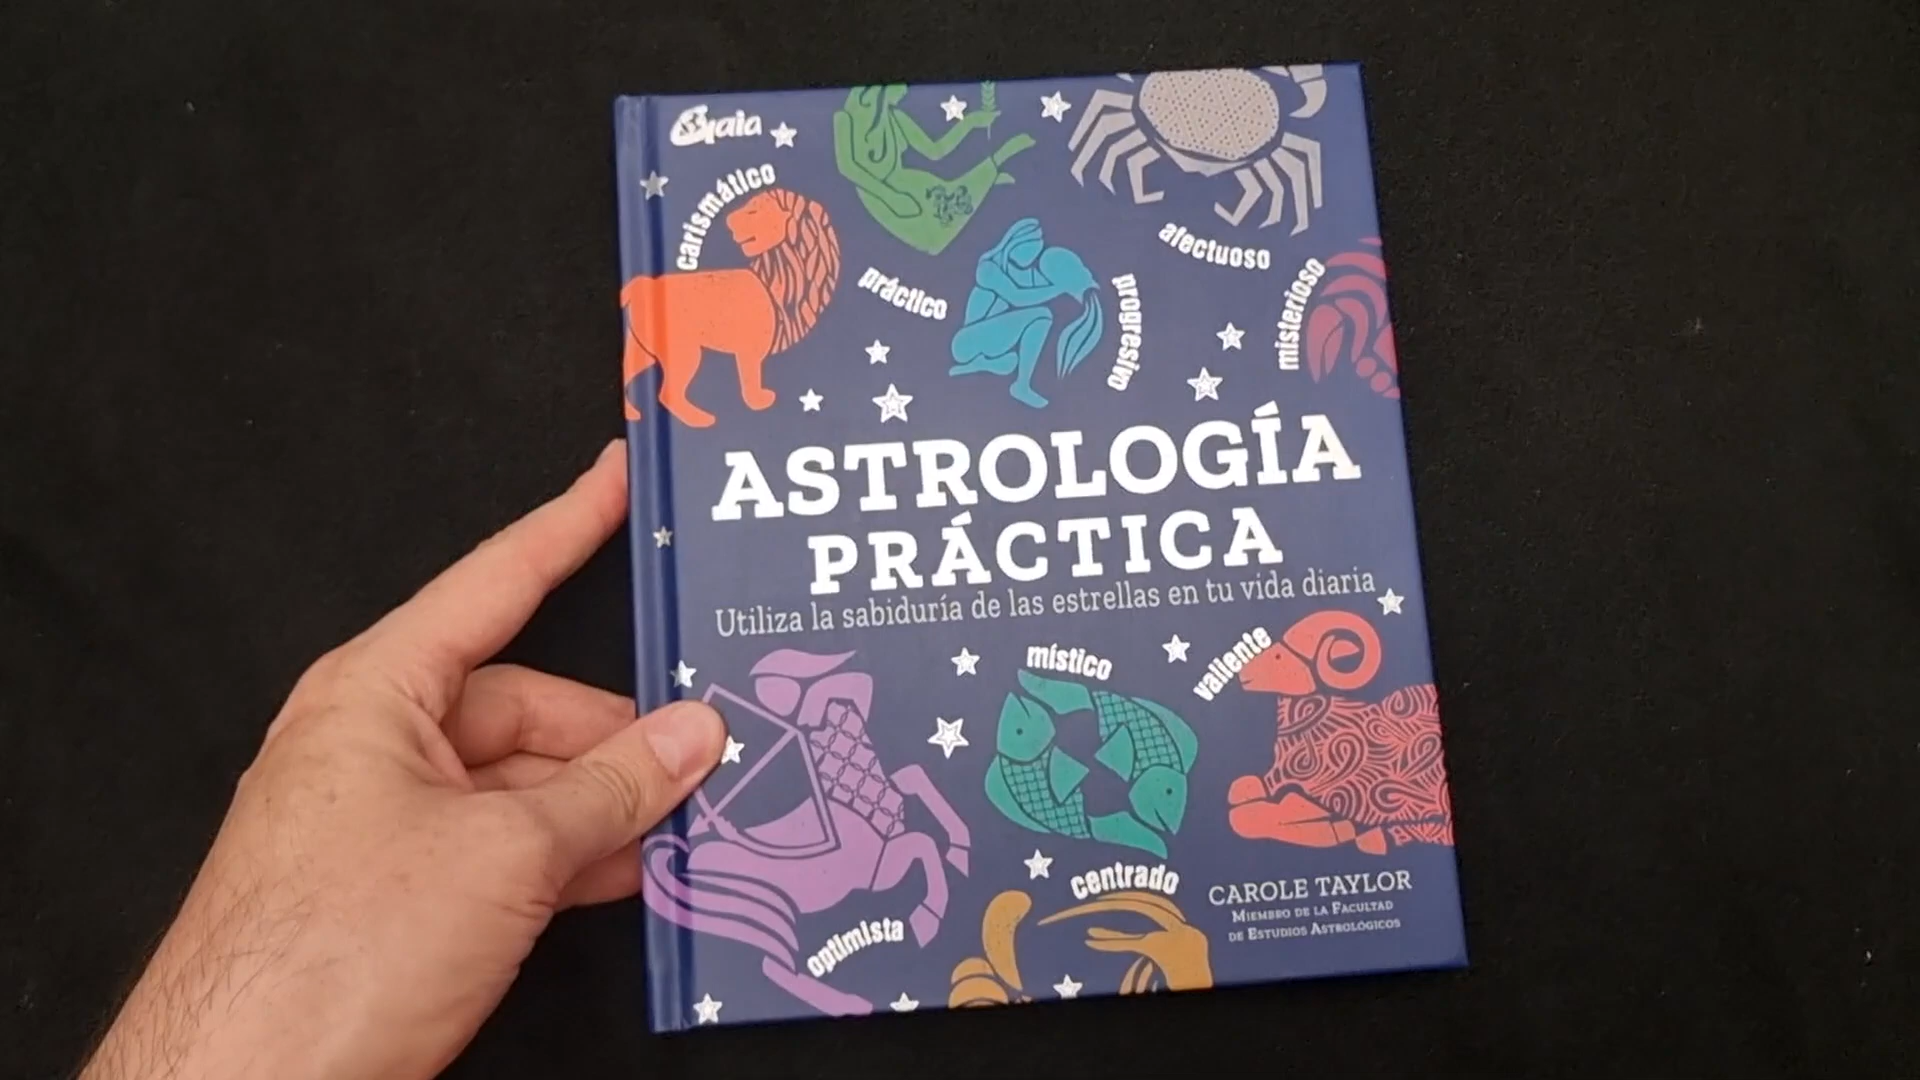 Gaia
carismático
práctico
progresivo
afectuoso
misterioso
ASTROLOGÍA
PRÁCTICA
Utiliza la sabiduría de las estrellas en tu vida diaria
místico
valiente
optimista
centrado
CAROLE TAYLOR
MIEMBRO DE LA FACULTAD
DE ESTUDIOS ASTROLÓGICOS